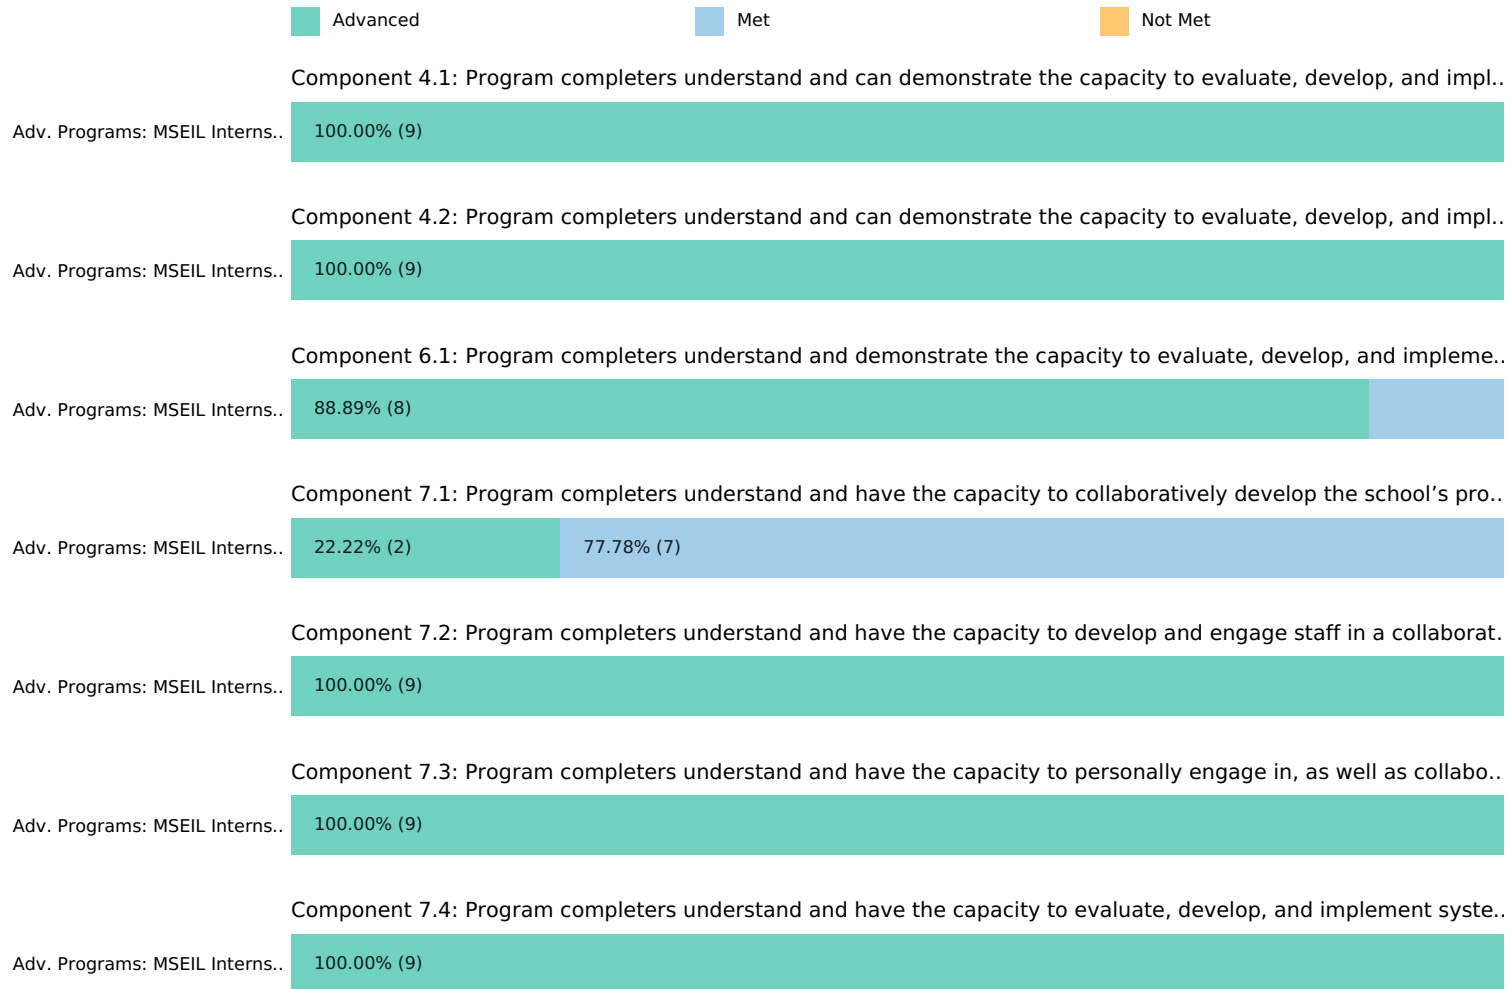 Advanced
Met
Not Met
Component 4.1: Program completers understand and can demonstrate the capacity to evaluate, develop, and impl..
Adv. Programs: MSEIL Interns..
100.00% (9)
Component 4.2: Program completers understand and can demonstrate the capacity to evaluate, develop, and impl..
Adv. Programs: MSEIL Interns..
100.00% (9)
Component 6.1: Program completers understand and demonstrate the capacity to evaluate, develop, and impleme..
Adv. Programs: MSEIL Interns..
88.89% (8)
Component 7.1: Program completers understand and have the capacity to collaboratively develop the school’s pro..
Adv. Programs: MSEIL Interns..
22.22% (2)
77.78% (7)
Component 7.2: Program completers understand and have the capacity to develop and engage staff in a collaborat.
Adv. Programs: MSEIL Interns..
100.00% (9)
Component 7.3: Program completers understand and have the capacity to personally engage in, as well as collabo..
Adv. Programs: MSEIL Interns..
100.00% (9)
Component 7.4: Program completers understand and have the capacity to evaluate, develop, and implement syste..
Adv. Programs: MSEIL Interns..
100.00% (9)